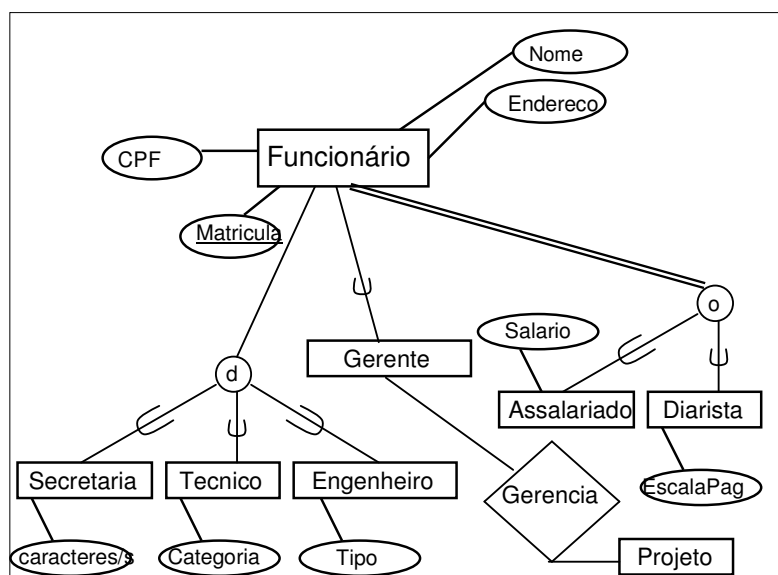 Nome
Endereco
CPF
Funcionário
Matricula
o
Salario
Gerente
d
Assalariado
Diarista
Secretaria
Tecnico
Engenheiro
Gerencia
EscalaPag
caracteres/s
Categoria
Tipo
Projeto